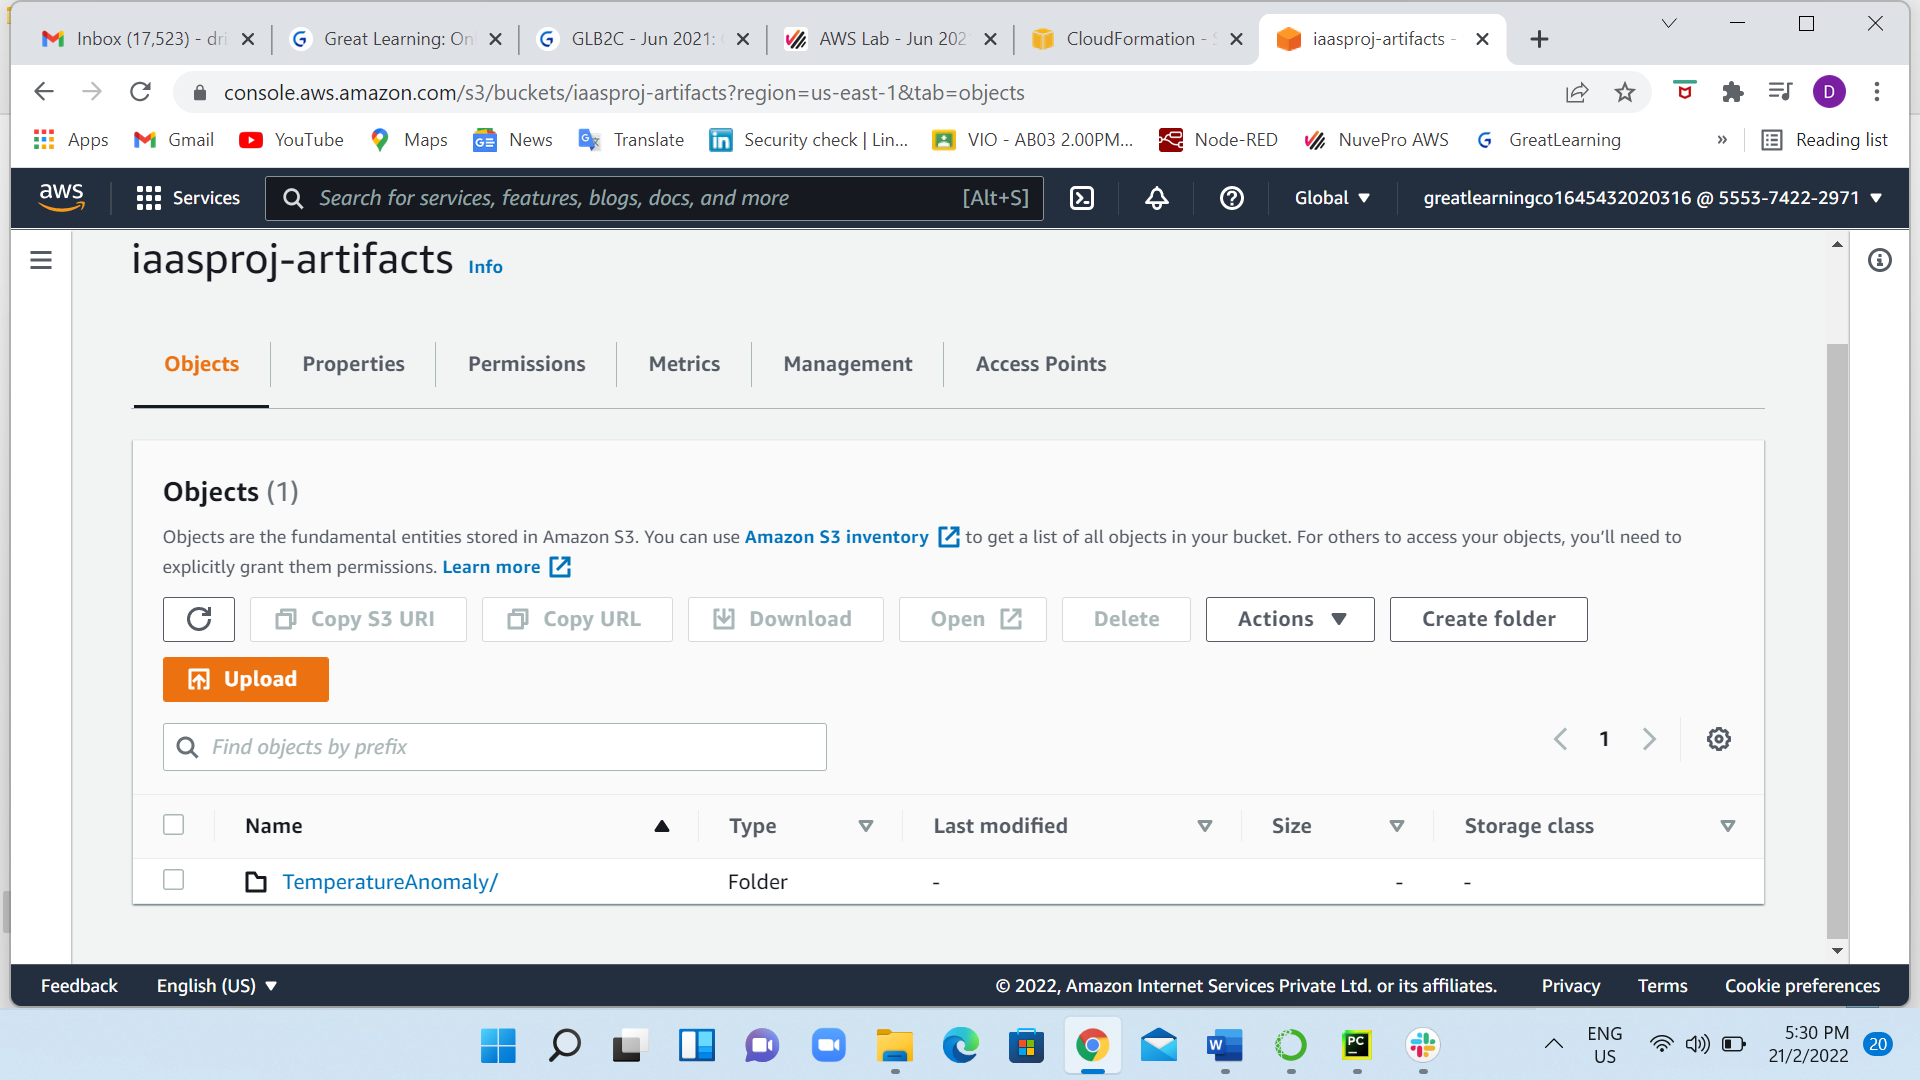 Inbox (17,523) - dri
Great Learning: On
GLB2C - Jun 2021:
AWS Lab - Jun 202
CloudFormation - S
iaasproj-artifacts -
console.aws.amazon.com/s3/buckets/iaasproj-artifacts?region=us-east-1&tab=objects
D
Apps
Gmail
YouTube
Maps
News
Translate
Security check | Lin...
VIO - AB03 2.00PM...
Node-RED
NuvePro AWS
GreatLearning
»
Reading list
aws
Services
Search for services, features, blogs, docs, and more
[Alt+S]
Global
greatlearningco1645432020316 @ 5553-7422-2971
iaasproj-artifacts Info
Objects
Properties
Permissions
Metrics
Management
Access Points
Objects (1)
Objects are the fundamental entities stored in Amazon S3. You can use Amazon S3 inventory to get a list of all objects in your bucket. For others to access your objects, you'll need to
explicitly grant them permissions. Learn more
Copy S3 URI
Copy URL
Download
Open
Delete
Actions
Create folder
Upload
Find objects by prefix
1
Name
Type
Last modified
Size
Storage class
TemperatureAnomaly/
Folder
-
-
-
Feedback
English (US)
© 2022, Amazon Internet Services Private Ltd. or its affiliates.
Privacy
Terms
Cookie preferences
W
PC
ENG
US
5:30 PM
21/2/2022
20